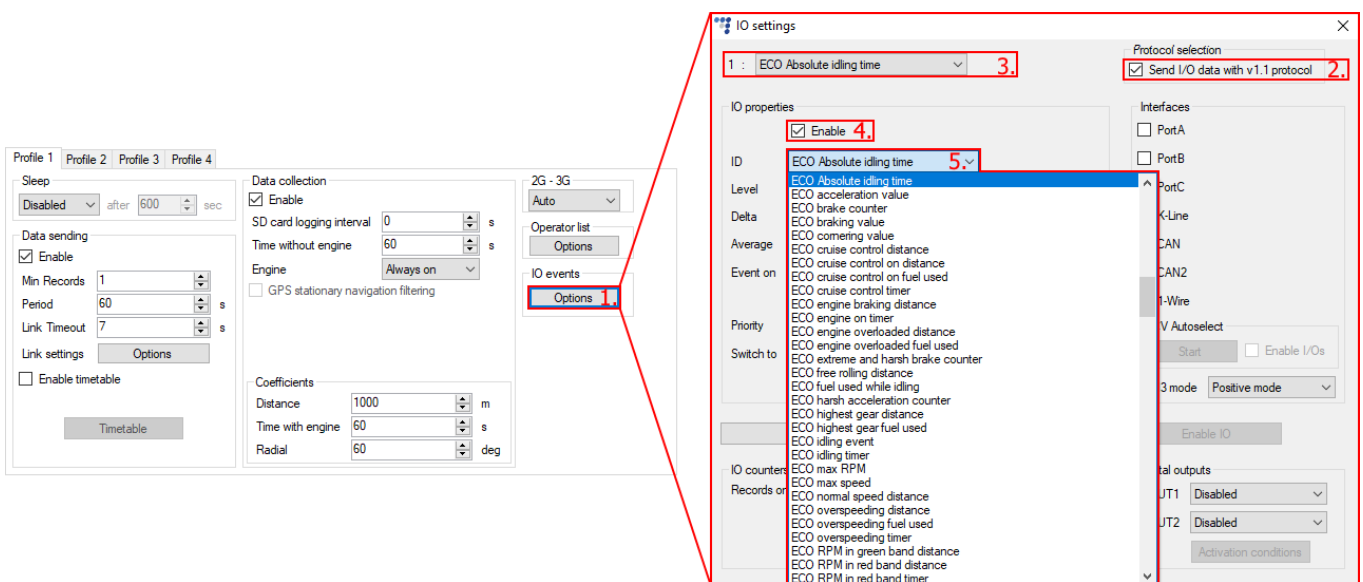 Profile 1 Profile 2 Profile 3 Profile 4
Sleep
Disabled after 600 sec
Data sending
Enable
Min Records 1
Period 60 s
Link Timeout 7 s
Link settings Options
Enable timetable
Timetable
Data collection
Enable
SD card logging interval 0 s
Time without engine 60 s
Engine Always on
GPS stationary navigation filtering
Coefficients
Distance 1000 m
Time with engine 60 s
Radial 60 deg
2G - 3G
Auto
Operator list
Options
IO events
Options 1.
IO settings
1 : ECO Absolute idling time 3.
Protocol selection
Send I/O data with v1.1 protocol 2.
IO properties
Enable 4.
ID ECO Absolute idling time 5.
Level
Delta
Average
Event on
Priority
Switch to
ECO Absolute idling time
ECO acceleration value
ECO brake counter
ECO braking value
ECO cornering value
ECO cruise control distance
ECO cruise control on distance
ECO cruise control on fuel used
ECO cruise control timer
ECO engine braking distance
ECO engine on timer
ECO engine overloaded distance
ECO engine overloaded fuel used
ECO extreme and harsh brake counter
ECO free rolling distance
ECO fuel used while idling
ECO harsh acceleration counter
ECO highest gear distance
ECO highest gear fuel used
ECO idling event
ECO idling timer
ECO max RPM
ECO max speed
ECO normal speed distance
ECO overspeeding distance
ECO overspeeding fuel used
ECO overspeeding timer
ECO RPM in green band distance
ECO RPM in red band distance
ECO RPM in red band timer
IO counters
Records on
Interfaces
PortA
PortB
PortC
K-Line
CAN
CAN2
1-Wire
V Autoselect
Start Enable I/Os
3 mode Positive mode
Enable IO
tal outputs
UT1 Disabled
UT2 Disabled
Activation conditions